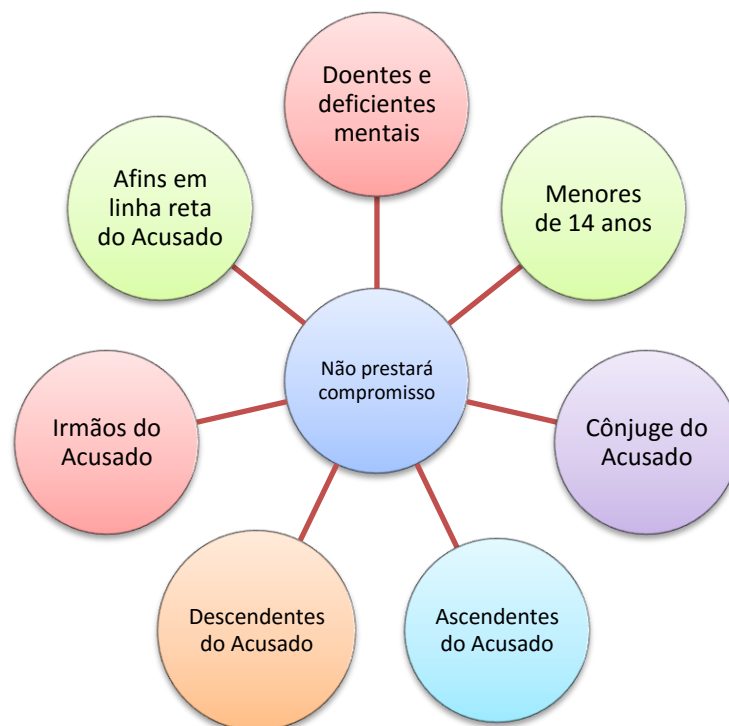 Doentes e
deficientes
mentais
Afins em
linha reta
do Acusado
Menores
de 14 anos
Não prestará
compromisso
Irmãos do
Acusado
Cônjuge do
Acusado
Descendentes
do Acusado
Ascendentes
do Acusado